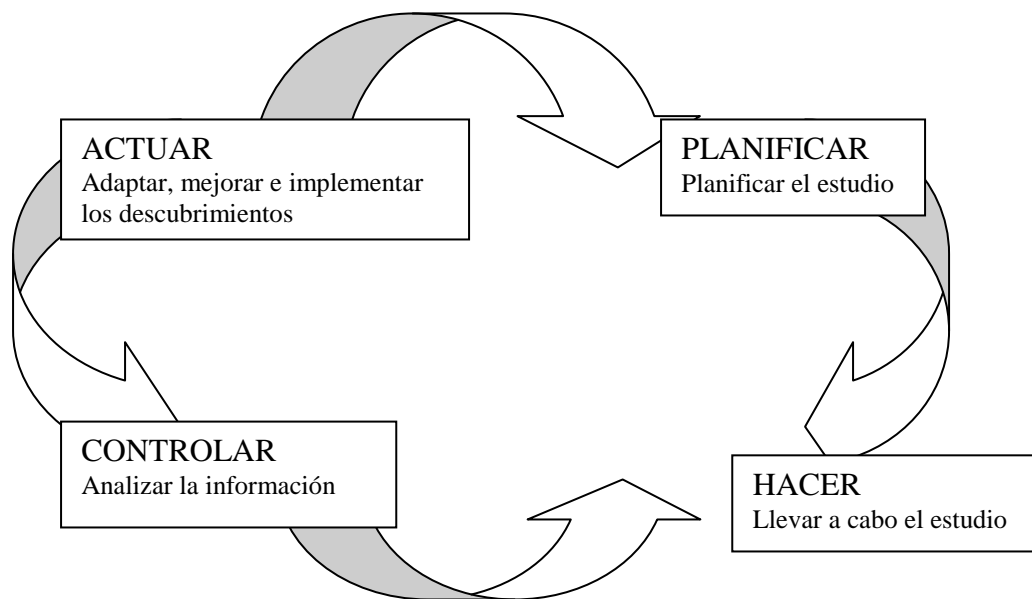 ACTUAR
Adaptar, mejorar e implementar
los descubrimientos
PLANIFICAR
Planificar el estudio
CONTROLAR
Analizar la información
HACER
Llevar a cabo el estudio